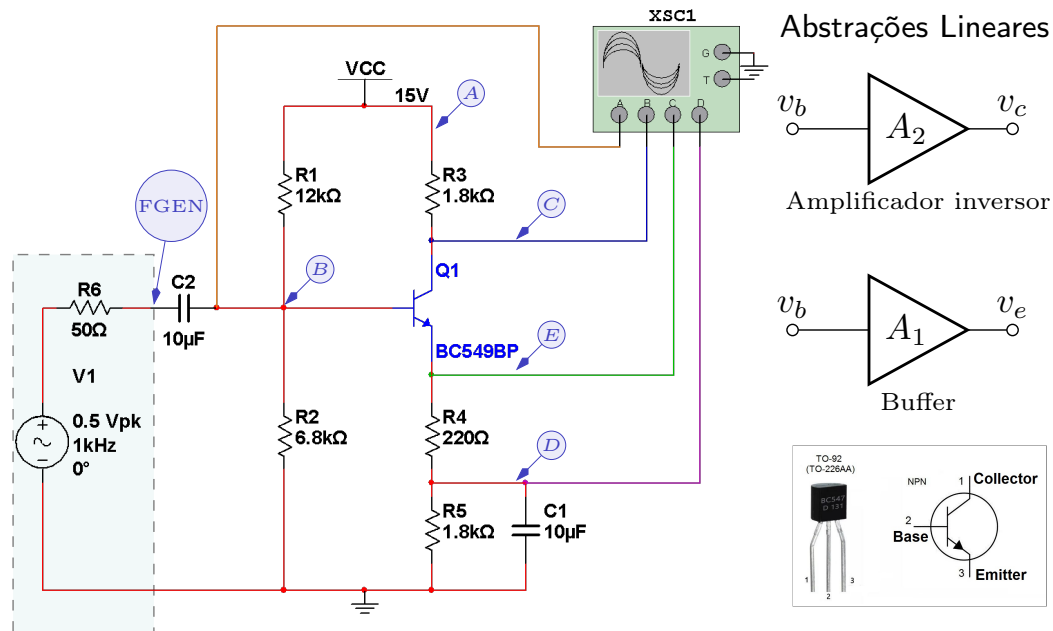 XSC1
Abstrações Lineares
G
T
A B C D
VCC
15V
A
v_b A_2 v_c
Amplificador inversor
R1
12kΩ
R3
1.8kΩ
FGEN
C
B
Q1
C2
10µF
R6
50Ω
BC549BP
E
v_b A_1 v_e
Buffer
V1
0.5 Vpk
1kHz
0°
R2
6.8kΩ
R4
220Ω
D
R5
1.8kΩ
C1
10µF
TO-92
(TO-226AA)
BC547
D 131
1
2
3
NPN
1 Collector
2
Base
3 Emitter